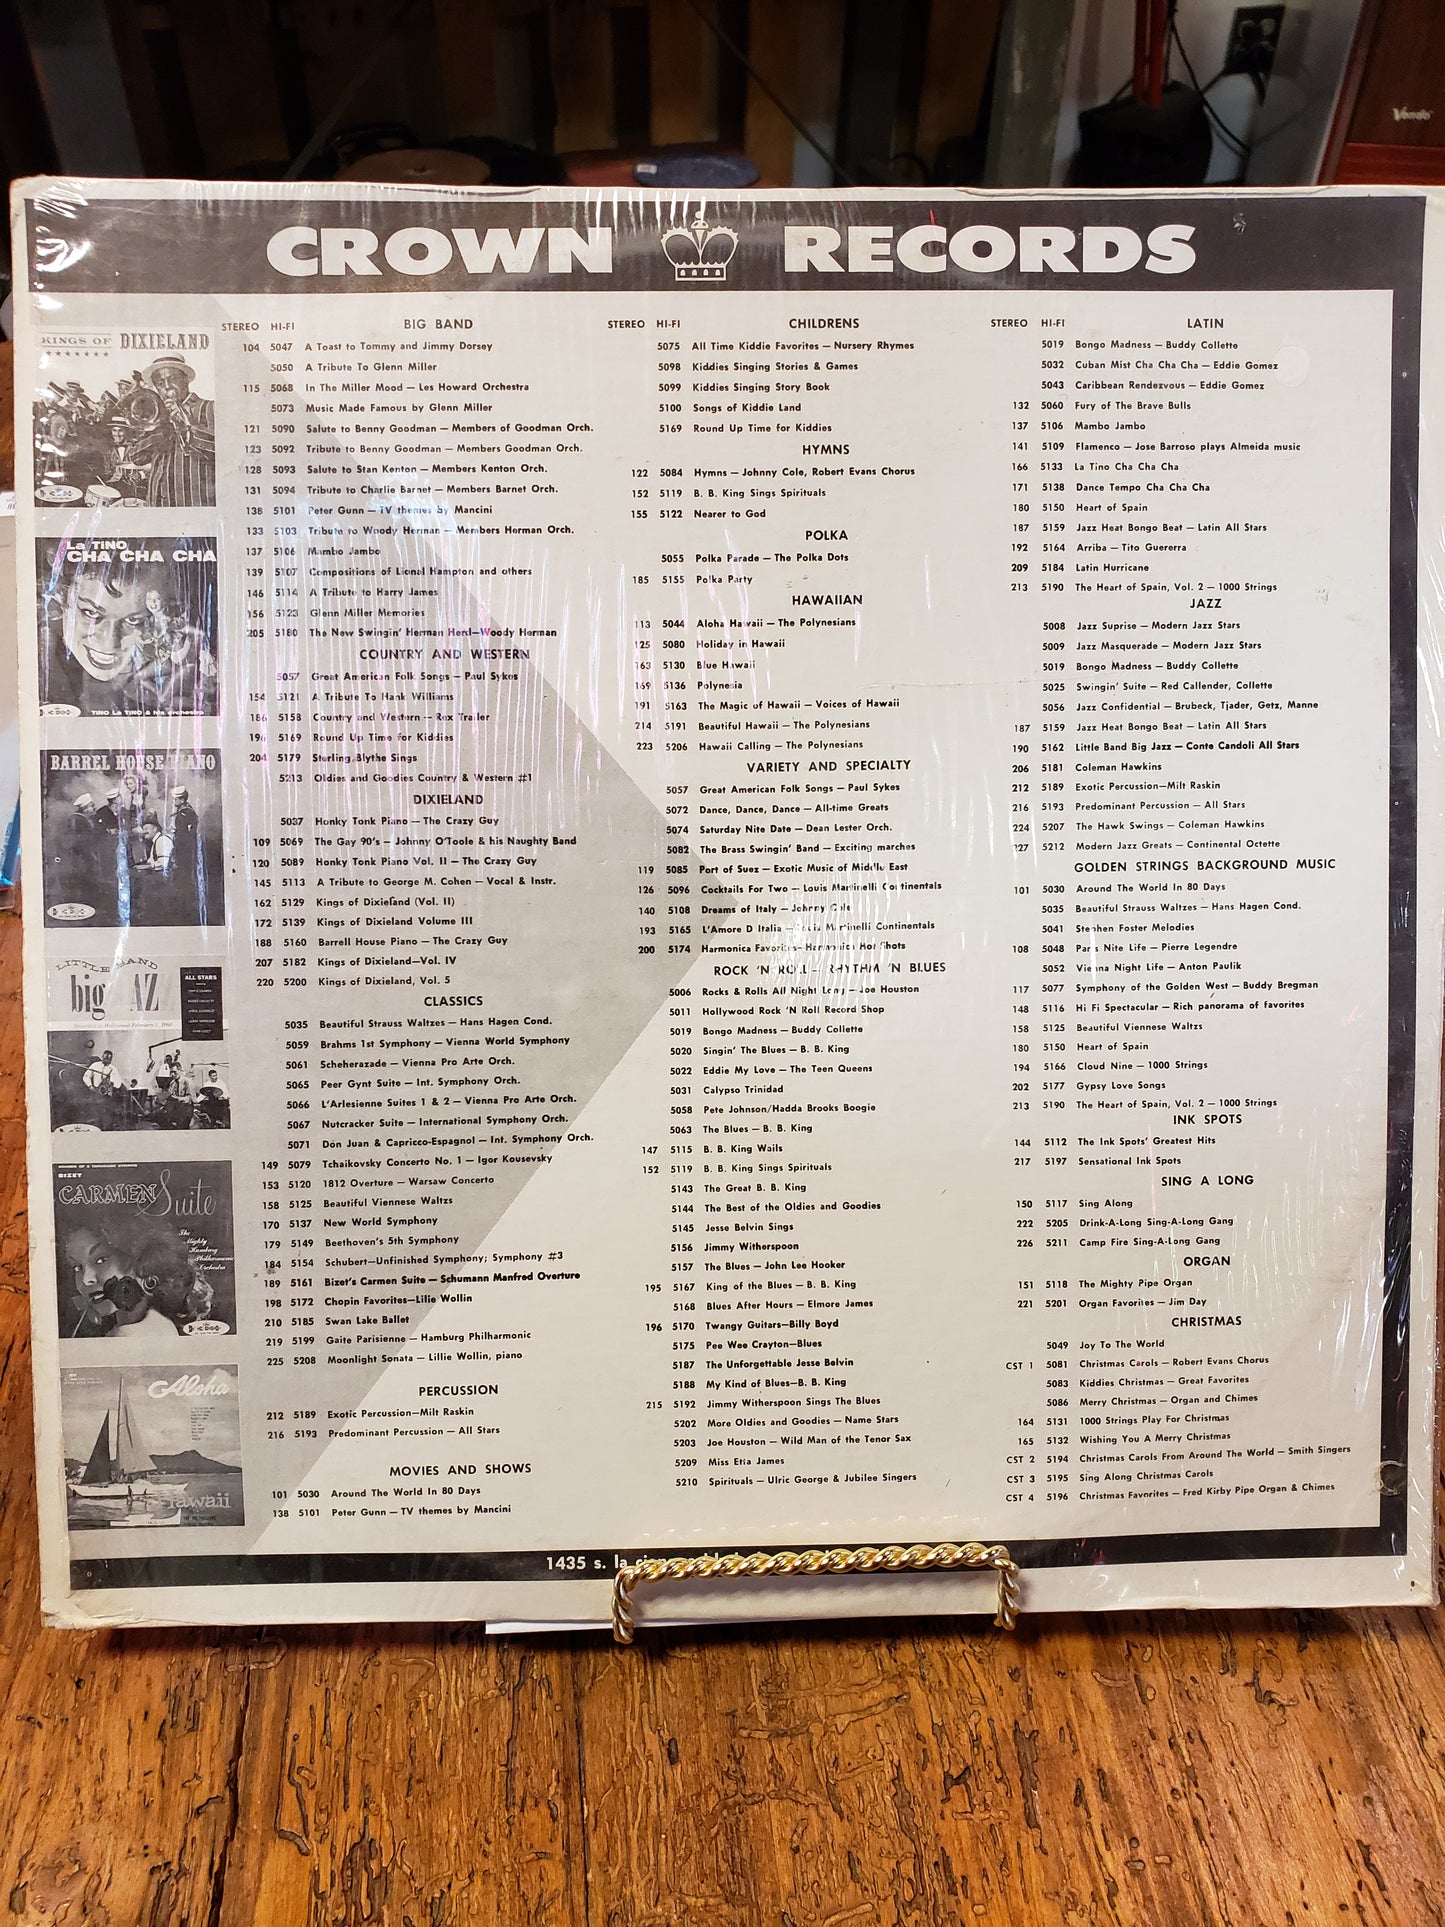 CROWN RECORDS
KINGS OF DIXIELAND
La TINO
CHA CHA CHA
TINO La TINO & his orchestra
BARREL HOUSE PIANO
LITTLE BAND
big
ALL STARS
BIZET
CARMEN Suite
The
Mighty
Hamburg
Philharmonic
Orchestra
Aloha
Hawaii
STEREO HI-FI BIG BAND
104 5047 A Toast to Tommy and Jimmy Dorsey
5050 A Tribute To Glenn Miller
115 5068 In The Miller Mood — Les Howard Orchestra
5073 Music Made Famous by Glenn Miller
121 5090 Salute to Benny Goodman — Members of Goodman Orch.
123 5092 Tribute to Benny Goodman — Members Goodman Orch.
128 5093 Salute to Stan Kenton — Members Kenton Orch.
131 5094 Tribute to Charlie Barnet — Members Barnet Orch.
138 5101 Peter Gunn — TV themes by Mancini
133 5103 Tribute to Woody Herman — Members Herman Orch.
137 5106 Mambo Jambo
139 5107 Compositions of Lional Hampton and others
146 5114 A Tribute to Harry James
156 5123 Glenn Miller Memories
205 5180 The New Swingin' Herman Herd—Woody Herman
COUNTRY AND WESTERN
5057 Great American Folk Songs — Paul Sykes
154 5121 A Tribute To Hank Williams
186 5158 Country and Western -- Rex Trailer
196 5169 Round Up Time for Kiddies
204 5179 Sterling Blythe Sings
5213 Oldies and Goodies Country & Western #1
DIXIELAND
5037 Honky Tonk Piano — The Crazy Guy
109 5069 The Gay 90's — Johnny O'Toole & his Naughty Band
120 5089 Honky Tonk Piano Vol. II — The Crazy Guy
145 5113 A Tribute to George M. Cohen — Vocal & Instr.
162 5129 Kings of Dixieland (Vol. II)
172 5139 Kings of Dixieland Volume III
188 5160 Barrell House Piano — The Crazy Guy
207 5182 Kings of Dixieland—Vol. IV
220 5200 Kings of Dixieland, Vol. 5
CLASSICS
5035 Beautiful Strauss Waltzes — Hans Hagen Cond.
5059 Brahms 1st Symphony — Vienna World Symphony
5061 Scheherazade — Vienna Pro Arte Orch.
5065 Peer Gynt Suite — Int. Symphony Orch.
5066 L'Arlesienne Suites 1 & 2 — Vienna Pro Arte Orch.
5067 Nutcracker Suite — International Symphony Orch.
5071 Don Juan & Capricco-Espagnol — Int. Symphony Orch.
149 5079 Tchaikovsky Concerto No. 1 — Igor Kousevsky
153 5120 1812 Overture — Warsaw Concerto
158 5125 Beautiful Viennese Waltzs
170 5137 New World Symphony
179 5149 Beethoven's 5th Symphony
184 5154 Schubert—Unfinished Symphony; Symphony #3
189 5161 Bizet's Carmen Suite — Schumann Manfred Overture
198 5172 Chopin Favorites—Lilie Wollin
210 5185 Swan Lake Ballet
219 5199 Gaite Parisienne — Hamburg Philharmonic
225 5208 Moonlight Sonata — Lillie Wollin, piano
PERCUSSION
212 5189 Exotic Percussion—Milt Raskin
216 5193 Predominant Percussion — All Stars
MOVIES AND SHOWS
101 5030 Around The World In 80 Days
138 5101 Peter Gunn — TV themes by Mancini
STEREO HI-FI CHILDRENS
5075 All Time Kiddie Favorites — Nursery Rhymes
5098 Kiddies Singing Stories & Games
5099 Kiddies Singing Story Book
5100 Songs of Kiddie Land
5169 Round Up Time for Kiddies
HYMNS
122 5084 Hymns — Johnny Cole, Robert Evans Chorus
152 5119 B. B. King Sings Spirituals
155 5122 Nearer to God
POLKA
5055 Polka Parade — The Polka Dots
185 5155 Polka Party
HAWAIIAN
113 5044 Aloha Hawaii — The Polynesians
125 5080 Holiday in Hawaii
163 5130 Blue Hawaii
169 5136 Polynesia
191 5163 The Magic of Hawaii — Voices of Hawaii
214 5191 Beautiful Hawaii — The Polynesians
223 5206 Hawaii Calling — The Polynesians
VARIETY AND SPECIALTY
5057 Great American Folk Songs — Paul Sykes
5072 Dance, Dance, Dance — All-time Greats
5074 Saturday Nite Date — Dean Lester Orch.
5082 The Brass Swingin' Band — Exciting marches
119 5085 Port of Suez — Exotic Music of Middle East
126 5096 Cocktails For Two — Louis Martinelli Continentals
140 5108 Dreams of Italy — Johnny Cole
193 5165 L'Amore D Italia — Louis Martinelli Continentals
200 5174 Harmonica Favorites—Harmonica Hot Shots
ROCK 'N ROLL — RHYTHM 'N BLUES
5006 Rocks & Rolls All Night Long — Joe Houston
5011 Hollywood Rock 'N Roll Record Shop
5019 Bongo Madness — Buddy Collette
5020 Singin' The Blues — B. B. King
5022 Eddie My Love — The Teen Queens
5031 Calypso Trinidad
5058 Pete Johnson/Hadda Brooks Boogie
5063 The Blues — B. B. King
147 5115 B. B. King Wails
152 5119 B. B. King Sings Spirituals
5143 The Great B. B. King
5144 The Best of the Oldies and Goodies
5145 Jesse Belvin Sings
5156 Jimmy Witherspoon
5157 The Blues — John Lee Hooker
195 5167 King of the Blues — B. B. King
5168 Blues After Hours — Elmore James
196 5170 Twangy Guitars—Billy Boyd
5175 Pee Wee Crayton—Blues
5187 The Unforgettable Jesse Belvin
5188 My Kind of Blues—B. B. King
215 5192 Jimmy Witherspoon Sings The Blues
5202 More Oldies and Goodies — Name Stars
5203 Joe Houston — Wild Man of the Tenor Sax
5209 Miss Etta James
5210 Spirituals — Ulric George & Jubilee Singers
STEREO HI-FI LATIN
5019 Bongo Madness — Buddy Collette
5032 Cuban Mist Cha Cha Cha — Eddie Gomez
5043 Caribbean Rendezvous — Eddie Gomez
132 5060 Fury of The Brave Bulls
137 5106 Mambo Jambo
141 5109 Flamenco — Jose Barroso plays Almeida music
166 5133 La Tino Cha Cha Cha
171 5138 Dance Tempo Cha Cha Cha
180 5150 Heart of Spain
187 5159 Jazz Heat Bongo Beat — Latin All Stars
192 5164 Arriba — Tito Guererra
209 5184 Latin Hurricane
213 5190 The Heart of Spain, Vol. 2 — 1000 Strings
JAZZ
5008 Jazz Suprise — Modern Jazz Stars
5009 Jazz Masquerade — Modern Jazz Stars
5019 Bongo Madness — Buddy Collette
5025 Swingin' Suite — Red Callender, Collette
5056 Jazz Confidential — Brubeck, Tjader, Getz, Manne
187 5159 Jazz Heat Bongo Beat — Latin All Stars
190 5162 Little Band Big Jazz — Conte Candoli All Stars
206 5181 Coleman Hawkins
212 5189 Exotic Percussion—Milt Raskin
216 5193 Predominant Percussion — All Stars
224 5207 The Hawk Swings — Coleman Hawkins
227 5212 Modern Jazz Greats — Continental Octette
GOLDEN STRINGS BACKGROUND MUSIC
101 5030 Around The World In 80 Days
5035 Beautiful Strauss Waltzes — Hans Hagen Cond.
5041 Stephen Foster Melodies
108 5048 Paris Nite Life — Pierre Legendre
5052 Vienna Night Life — Anton Paulik
117 5077 Symphony of the Golden West — Buddy Bregman
148 5116 Hi Fi Spectacular — Rich panorama of favorites
158 5125 Beautiful Viennese Waltzs
180 5150 Heart of Spain
194 5166 Cloud Nine — 1000 Strings
202 5177 Gypsy Love Songs
213 5190 The Heart of Spain, Vol. 2 — 1000 Strings
INK SPOTS
144 5112 The Ink Spots' Greatest Hits
217 5197 Sensational Ink Spots
SING A LONG
150 5117 Sing Along
222 5205 Drink-A-Long Sing-A-Long Gang
226 5211 Camp Fire Sing-A-Long Gang
ORGAN
151 5118 The Mighty Pipe Organ
221 5201 Organ Favorites — Jim Day
CHRISTMAS
5049 Joy To The World
CST 1 5081 Christmas Carols — Robert Evans Chorus
5083 Kiddies Christmas — Great Favorites
5086 Merry Christmas — Organ and Chimes
164 5131 1000 Strings Play For Christmas
165 5132 Wishing You A Merry Christmas
CST 2 5194 Christmas Carols From Around The World — Smith Singers
CST 3 5195 Sing Along Christmas Carols
CST 4 5196 Christmas Favorites — Fred Kirby Pipe Organ & Chimes
1435 s. la